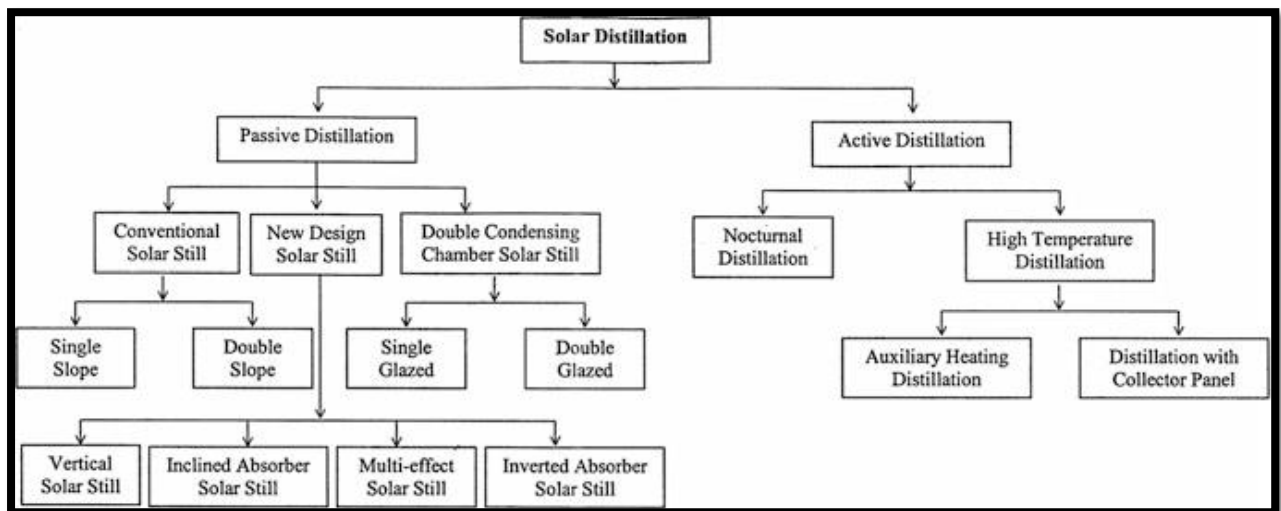 Solar Distillation
Passive Distillation
Active Distillation
Conventional
Solar Still
New Design
Solar Still
Double Condensing
Chamber Solar Still
Nocturnal
Distillation
High Temperature
Distillation
Single
Slope
Double
Slope
Single
Glazed
Double
Glazed
Auxiliary Heating
Distillation
Distillation with
Collector Panel
Vertical
Solar Still
Inclined Absorber
Solar Still
Multi-effect
Solar Still
Inverted Absorber
Solar Still